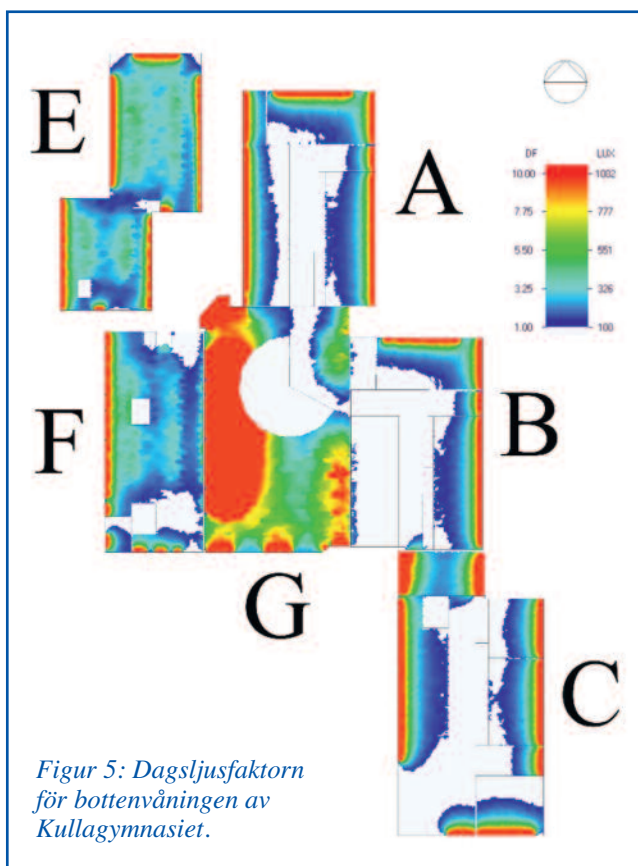 E
A
DF LUX
10.00 1002
7.75 777
5.50 551
3.25 326
1.00 100
B
F
G
C
Figur 5: Dagsljusfaktorn
för bottenvåningen av
Kullagymnasiet.